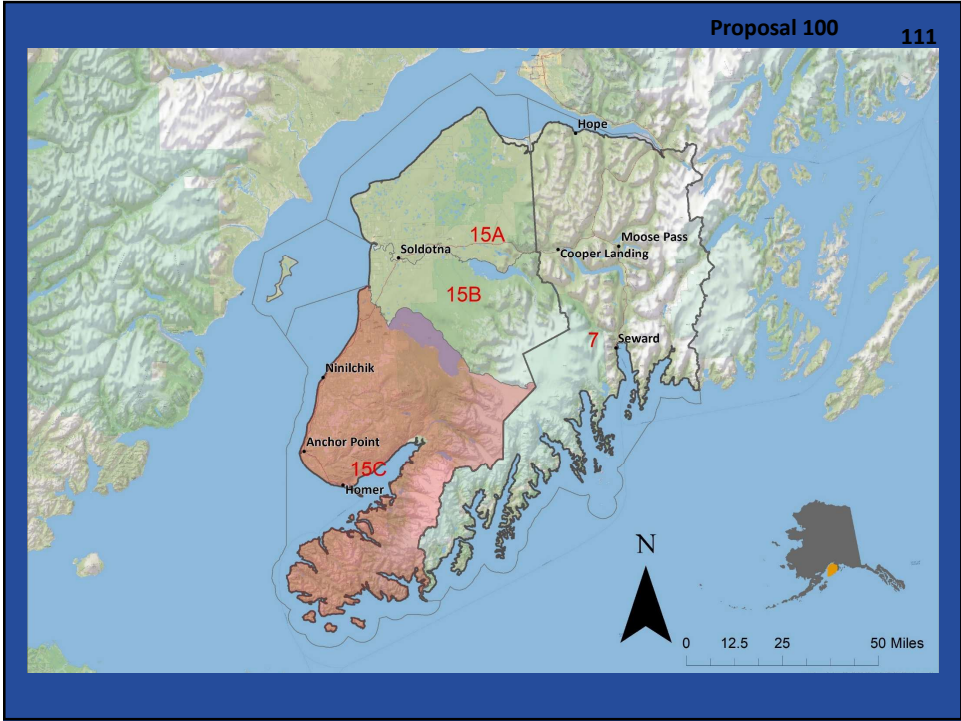 Proposal 100
111
Hope
15A
Moose Pass
Soldotna
Cooper Landing
15B
7
Seward
Ninilchik
Anchor Point
15C
Homer
N
0 12.5 25 50 Miles